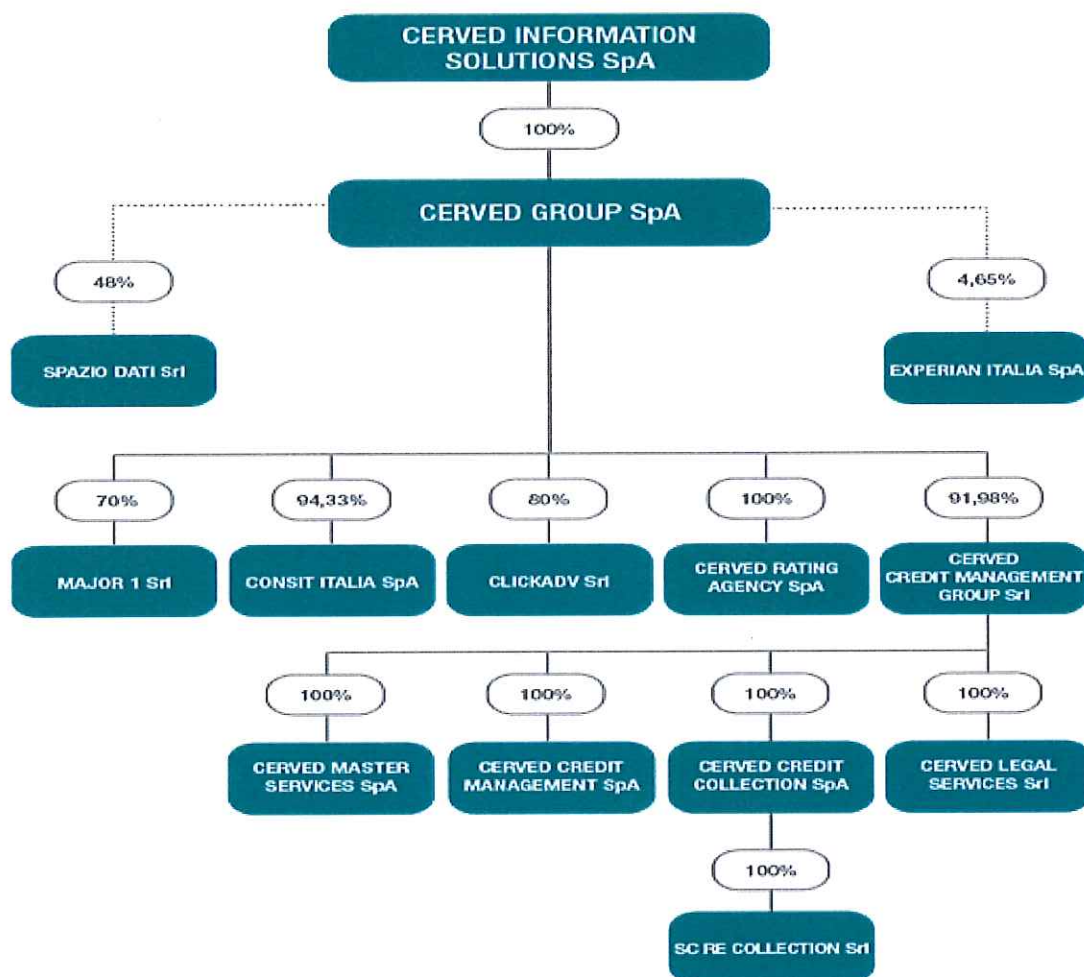 CERVED INFORMATION
SOLUTIONS SpA
100%
CERVED GROUP SpA
48%
4,65%
SPAZIO DATI Srl
EXPERIAN ITALIA SpA
70%
94,33%
80%
100%
91,98%
MAJOR 1 Srl
CONSIT ITALIA SpA
CLICKADV Srl
CERVED RATING
AGENCY SpA
CERVED
CREDIT MANAGEMENT
GROUP Srl
100%
100%
100%
100%
CERVED MASTER
SERVICES SpA
CERVED CREDIT
MANAGEMENT SpA
CERVED CREDIT
COLLECTION SpA
CERVED LEGAL
SERVICES Srl
100%
SC RE COLLECTION Srl